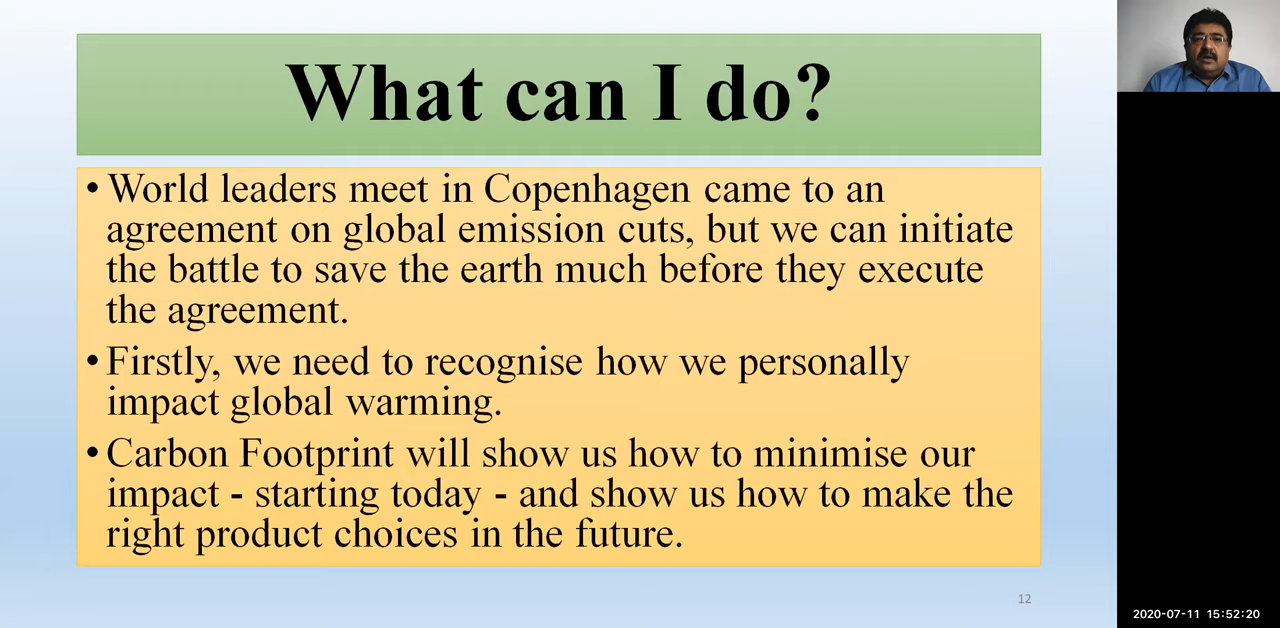 What can I do?
• World leaders meet in Copenhagen came to an
agreement on global emission cuts, but we can initiate
the battle to save the earth much before they execute
the agreement.
• Firstly, we need to recognise how we personally
impact global warming.
• Carbon Footprint will show us how to minimise our
impact - starting today - and show us how to make the
right product choices in the future.
12
2020-07-11 15:52:20